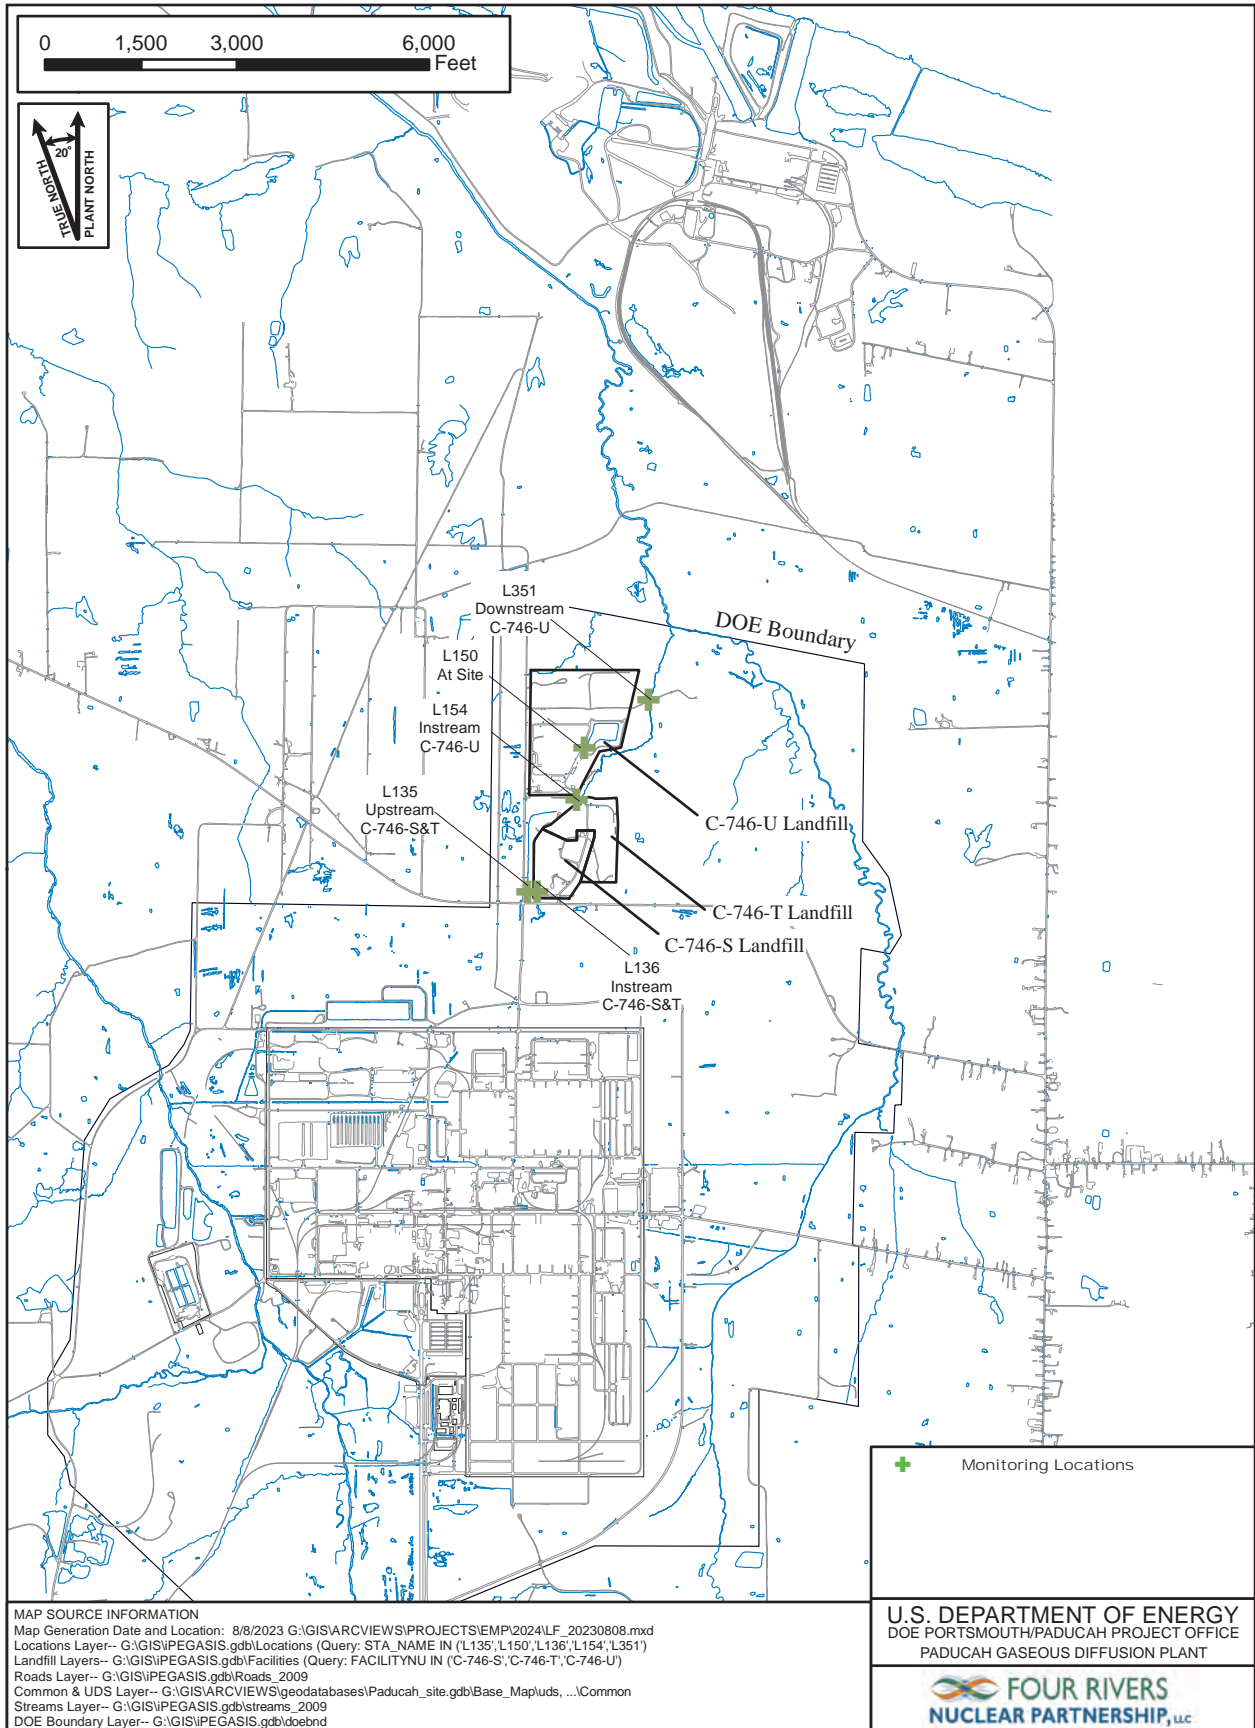 0 1,500 3,000 6,000
Feet
TRUE NORTH
20°
PLANT NORTH
L351
Downstream
C-746-U
DOE Boundary
L150
At Site
L154
Instream
C-746-U
L135
Upstream
C-746-S&T
C-746-U Landfill
C-746-T Landfill
C-746-S Landfill
L136
Instream
C-746-S&T
Monitoring Locations
MAP SOURCE INFORMATION
Map Generation Date and Location: 8/8/2023 G:\GIS\ARCVIEWS\PROJECTS\EMP\2024\LF_20230808.mxd
Locations Layer-- G:\GIS\iPEGASIS.gdb\Locations (Query: STA_NAME IN ('L135','L150','L136','L154','L351')
Landfill Layers-- G:\GIS\iPEGASIS.gdb\Facilities (Query: FACILITYNU IN ('C-746-S','C-746-T','C-746-U')
Roads Layer-- G:\GIS\iPEGASIS.gdb\Roads_2009
Common & UDS Layer-- G:\GIS\ARCVIEWS\geodatabases\Paducah_site.gdb\Base_Map\uds, ...\Common
Streams Layer-- G:\GIS\iPEGASIS.gdb\streams_2009
DOE Boundary Layer-- G:\GIS\iPEGASIS.gdb\doebnd
U.S. DEPARTMENT OF ENERGY
DOE PORTSMOUTH/PADUCAH PROJECT OFFICE
PADUCAH GASEOUS DIFFUSION PLANT
FOUR RIVERS
NUCLEAR PARTNERSHIP, LLC